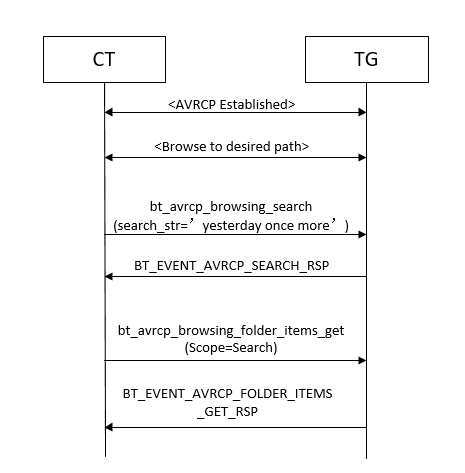 CT
TG
<AVRCP Established>
<Browse to desired path>
bt_avrcp_browsing_search
(search_str=’yesterday once more’)
BT_EVENT_AVRCP_SEARCH_RSP
bt_avrcp_browsing_folder_items_get
(Scope=Search)
BT_EVENT_AVRCP_FOLDER_ITEMS
_GET_RSP